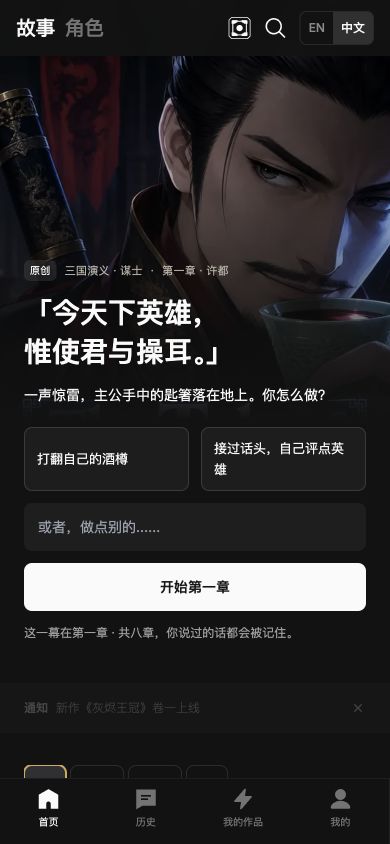 故事 角色
EN 中文
原创 三国演义·谋士 · 第一章·许都
「今天下英雄，
惟使君与操耳。」
一声惊雷，主公手中的匙箸落在地上。你怎么做？
打翻自己的酒樽
接过话头，自己评点英
雄
或者，做点别的……
开始第一章
这一幕在第一章·共八章，你说过的话都会被记住。
通知 新作《灰烬王冠》卷一上线
首页 历史 我的作品 我的